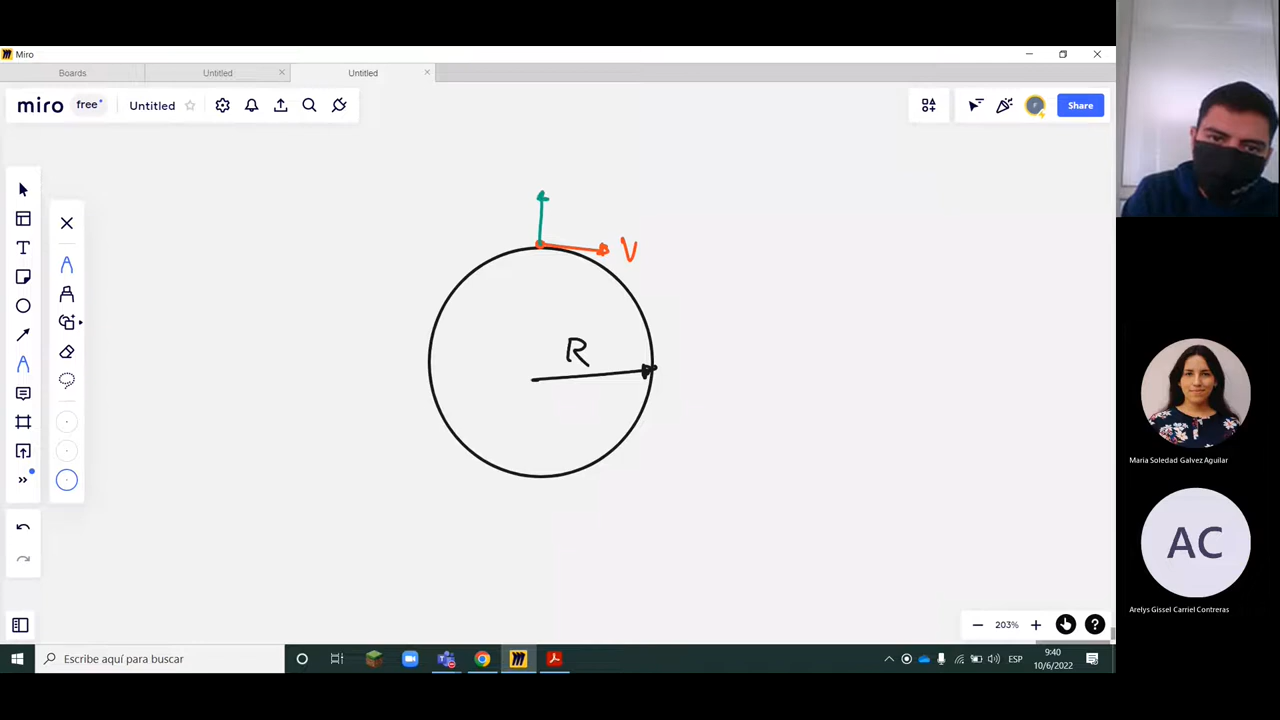 Miro
Boards
Untitled
Untitled
miro
free
Untitled
Share
V
R
Maria Soledad Galvez Aguilar
AC
Arelys Gissel Carriel Contreras
203%
Escribe aquí para buscar
ESP
9:40
10/6/2022